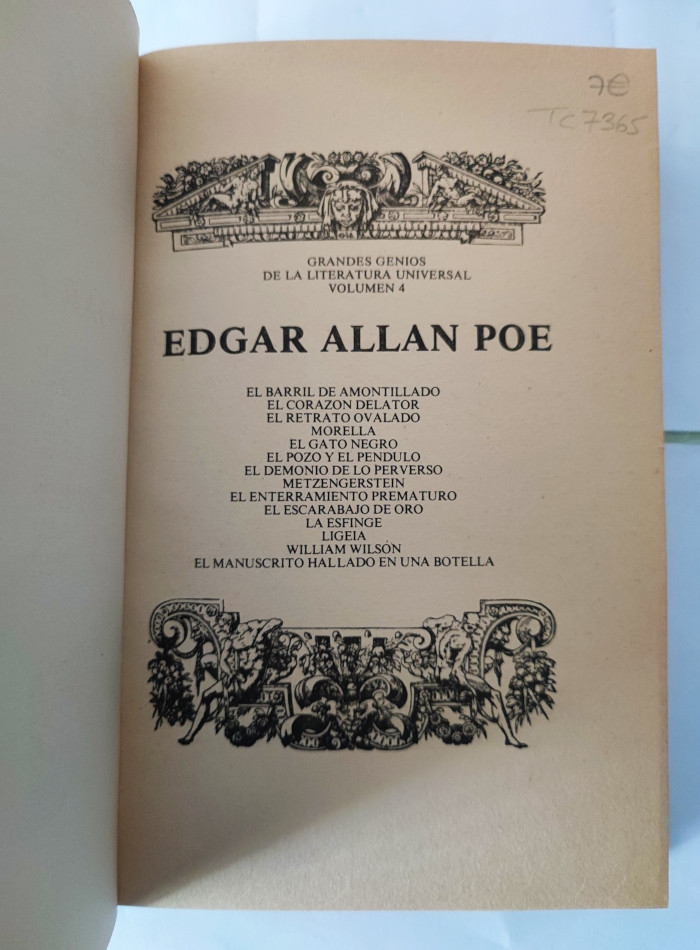 7€
TC7365
GRANDES GENIOS
DE LA LITERATURA UNIVERSAL
VOLUMEN 4
EDGAR ALLAN POE
EL BARRIL DE AMONTILLADO
EL CORAZON DELATOR
EL RETRATO OVALADO
MORELLA
EL GATO NEGRO
EL POZO Y EL PENDULO
EL DEMONIO DE LO PERVERSO
METZENGERSTEIN
EL ENTERRAMIENTO PREMATURO
EL ESCARABAJO DE ORO
LA ESFINGE
LIGEIA
WILLIAM WILSON
EL MANUSCRITO HALLADO EN UNA BOTELLA